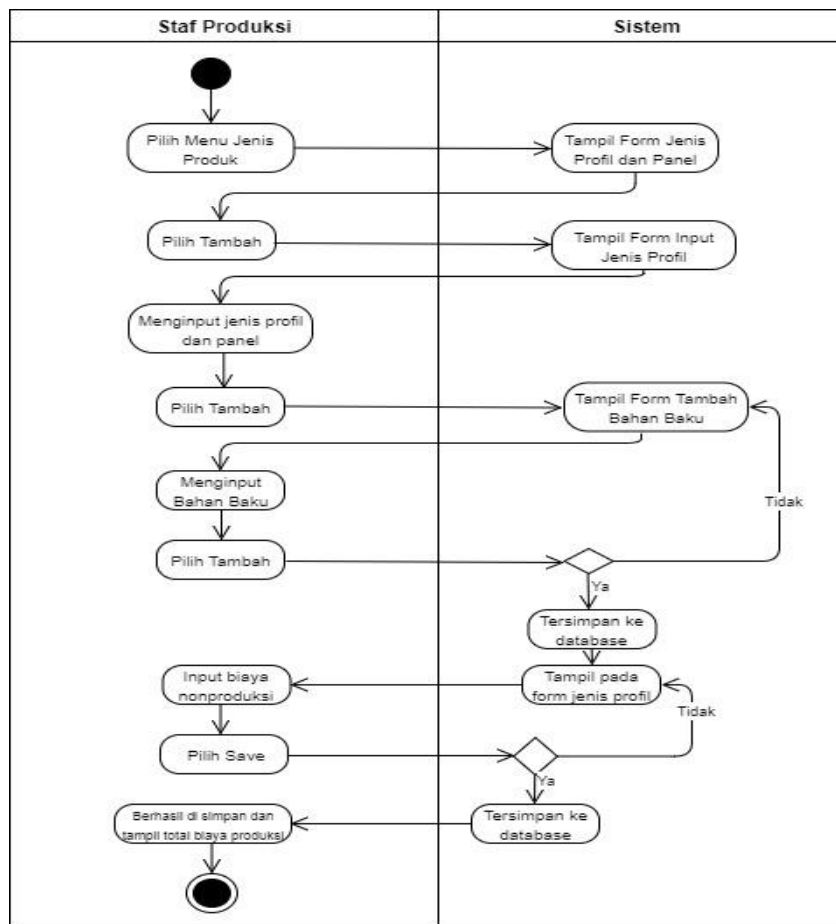 Staf Produksi
Sistem
Pilih Menu Jenis
Produk
Tampil Form Jenis
Profil dan Panel
Pilih Tambah
Tampil Form Input
Jenis Profil
Menginput jenis profil
dan panel
Pilih Tambah
Tampil Form Tambah
Bahan Baku
Menginput
Bahan Baku
Tidak
Pilih Tambah
Ya
Tersimpan ke
database
Input biaya
nonproduksi
Tampil pada
form jenis profil
Tidak
Pilih Save
Ya
Berhasil di simpan dan
tampil total biaya produksi
Tersimpan ke
database